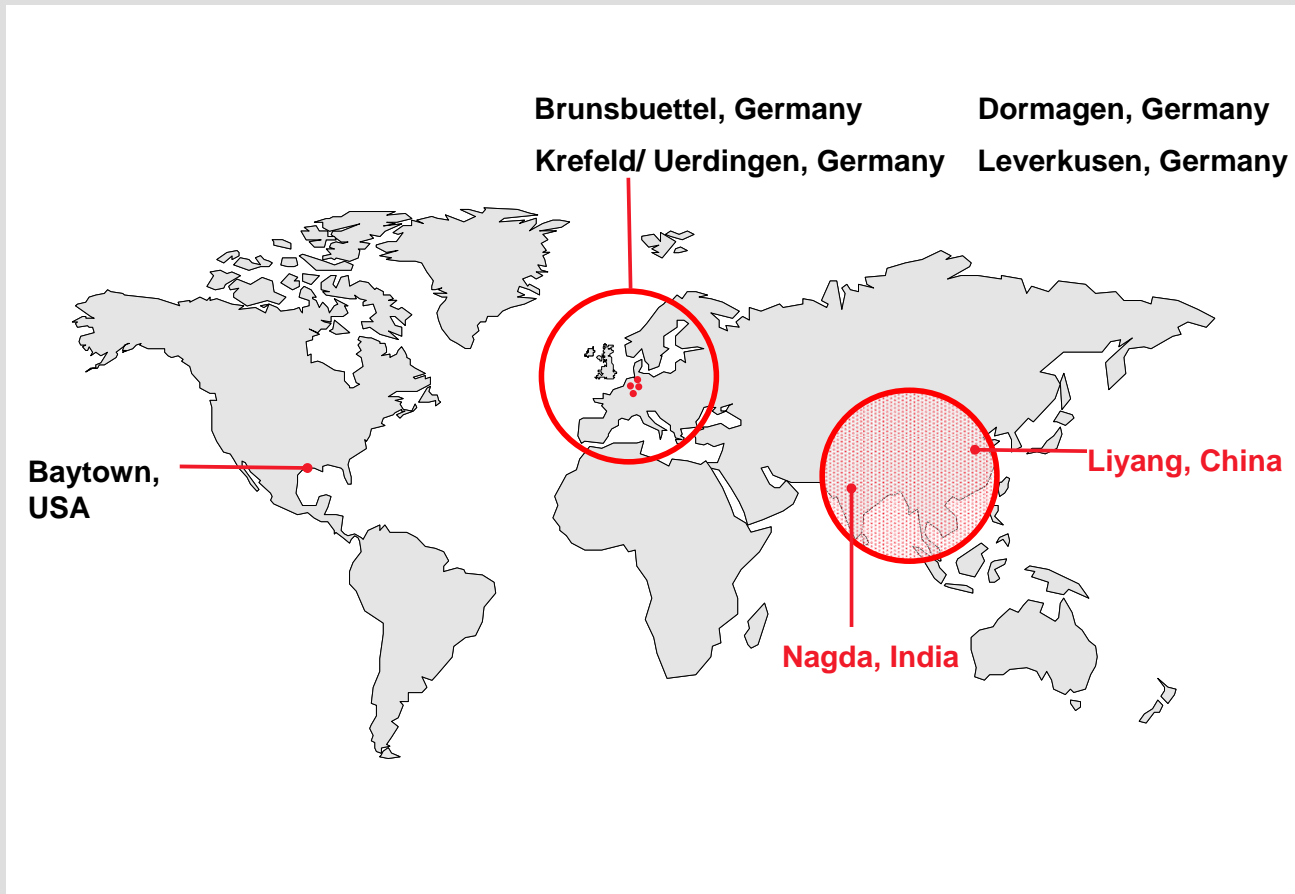 Brunsbuettel, Germany
Dormagen, Germany
Krefeld/ Uerdingen, Germany
Leverkusen, Germany
Baytown,
USA
Liyang, China
Nagda, India